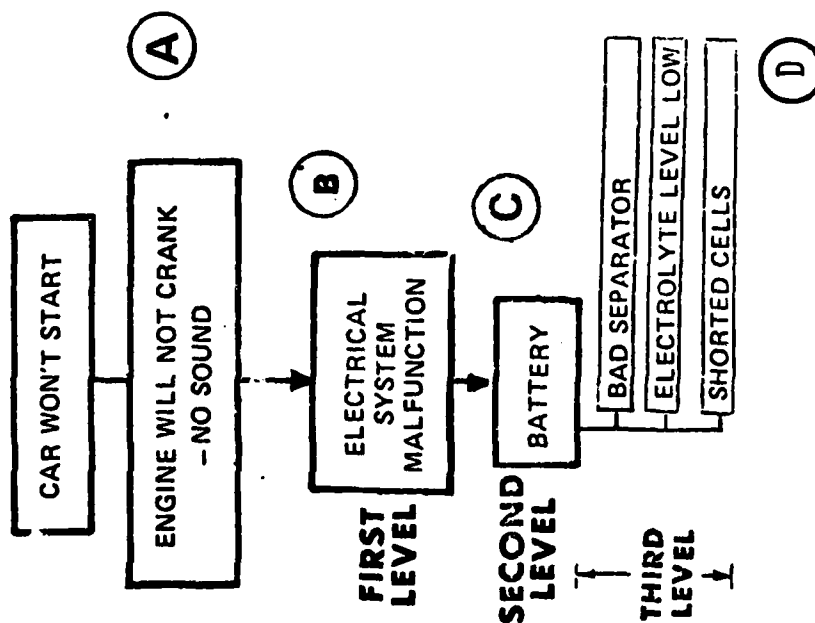 CAR WON'T START
ENGINE WILL NOT CRANK
–NO SOUND
A
ELECTRICAL
SYSTEM
MALFUNCTION
B
FIRST
LEVEL
BATTERY
C
SECOND
LEVEL
BAD SEPARATOR
ELECTROLYTE LEVEL LOW
SHORTED CELLS
D
THIRD
LEVEL